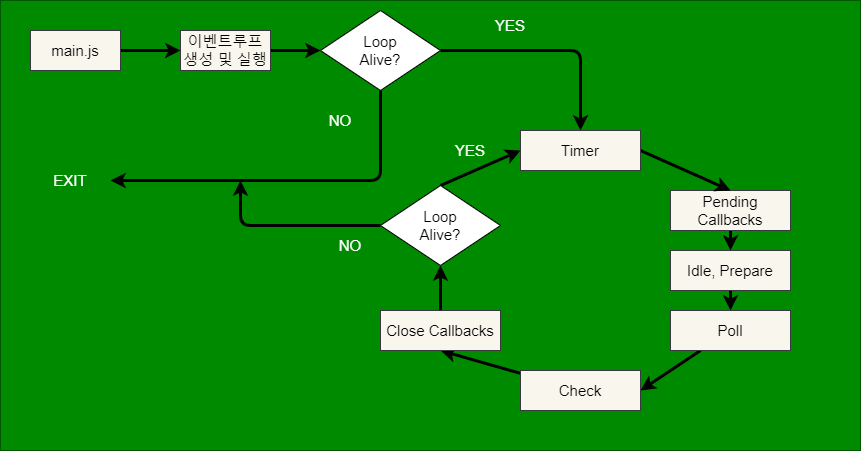 main.js
이벤트루프
생성 및 실행
Loop
Alive?
YES
NO
EXIT
YES
Timer
Pending
Callbacks
Loop
Alive?
NO
Idle, Prepare
Close Callbacks
Poll
Check